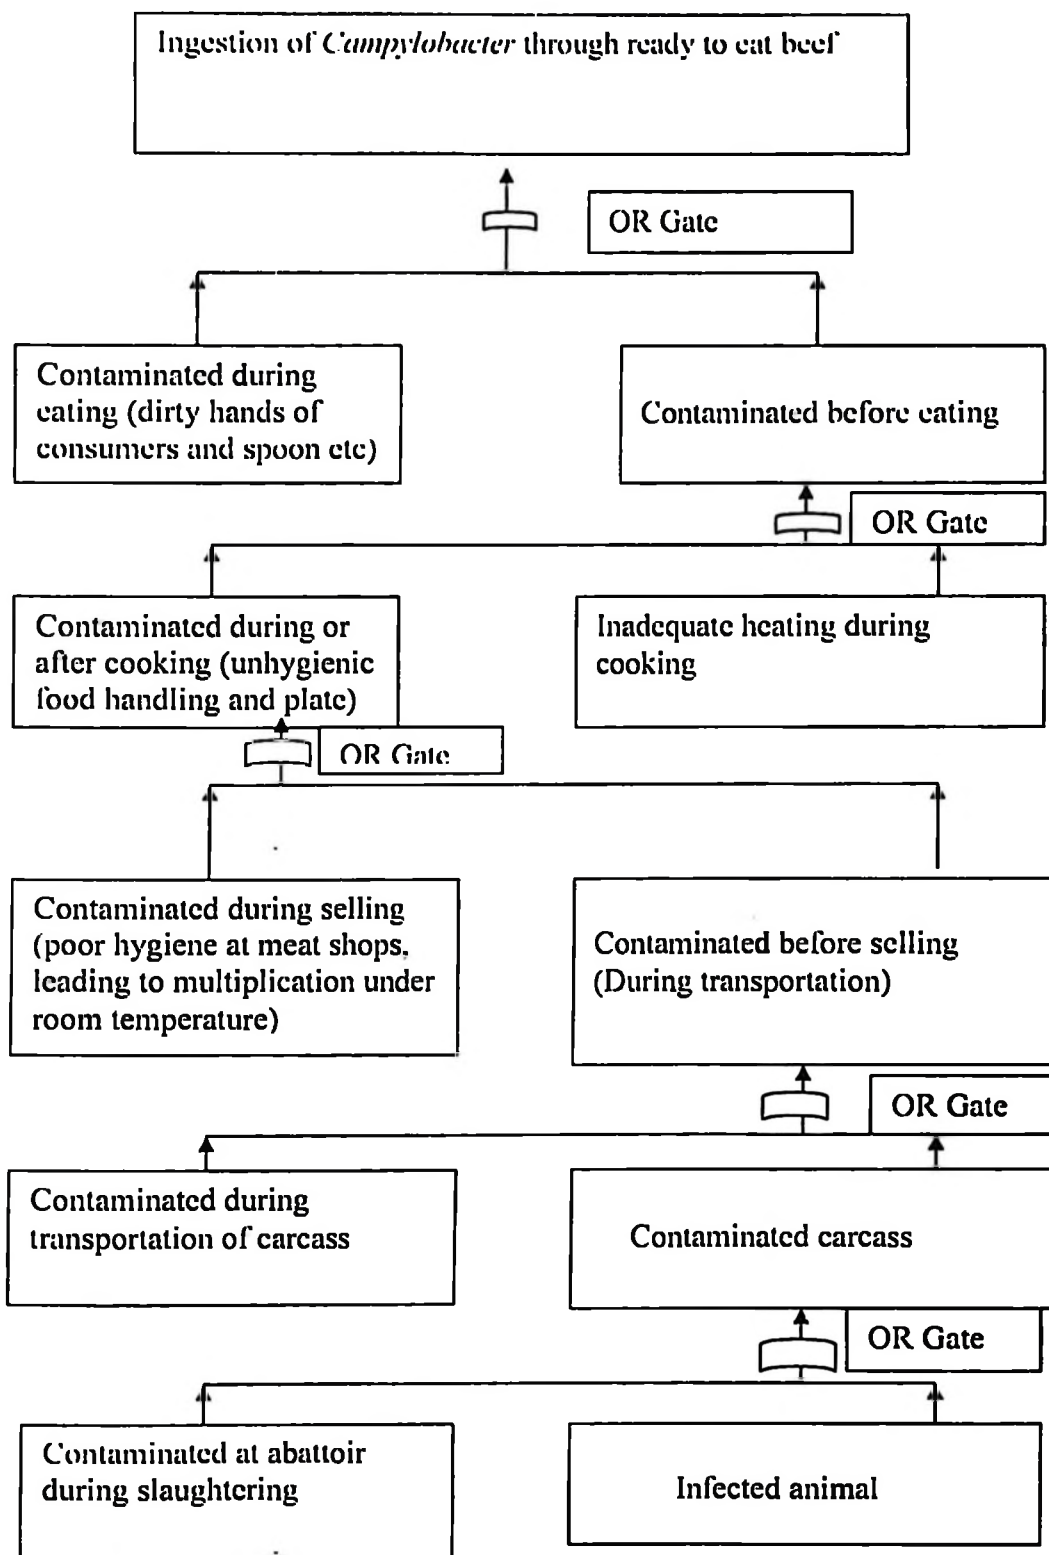 Ingestion of Campylobacter through ready to eat beef
OR Gate
Contaminated during
eating (dirty hands of
consumers and spoon etc)
Contaminated before eating
OR Gate
Contaminated during or
after cooking (unhygienic
food handling and plate)
Inadequate heating during
cooking
OR Gate
Contaminated during selling
(poor hygiene at meat shops,
leading to multiplication under
room temperature)
Contaminated before selling
(During transportation)
OR Gate
Contaminated during
transportation of carcass
Contaminated carcass
OR Gate
Contaminated at abattoir
during slaughtering
Infected animal